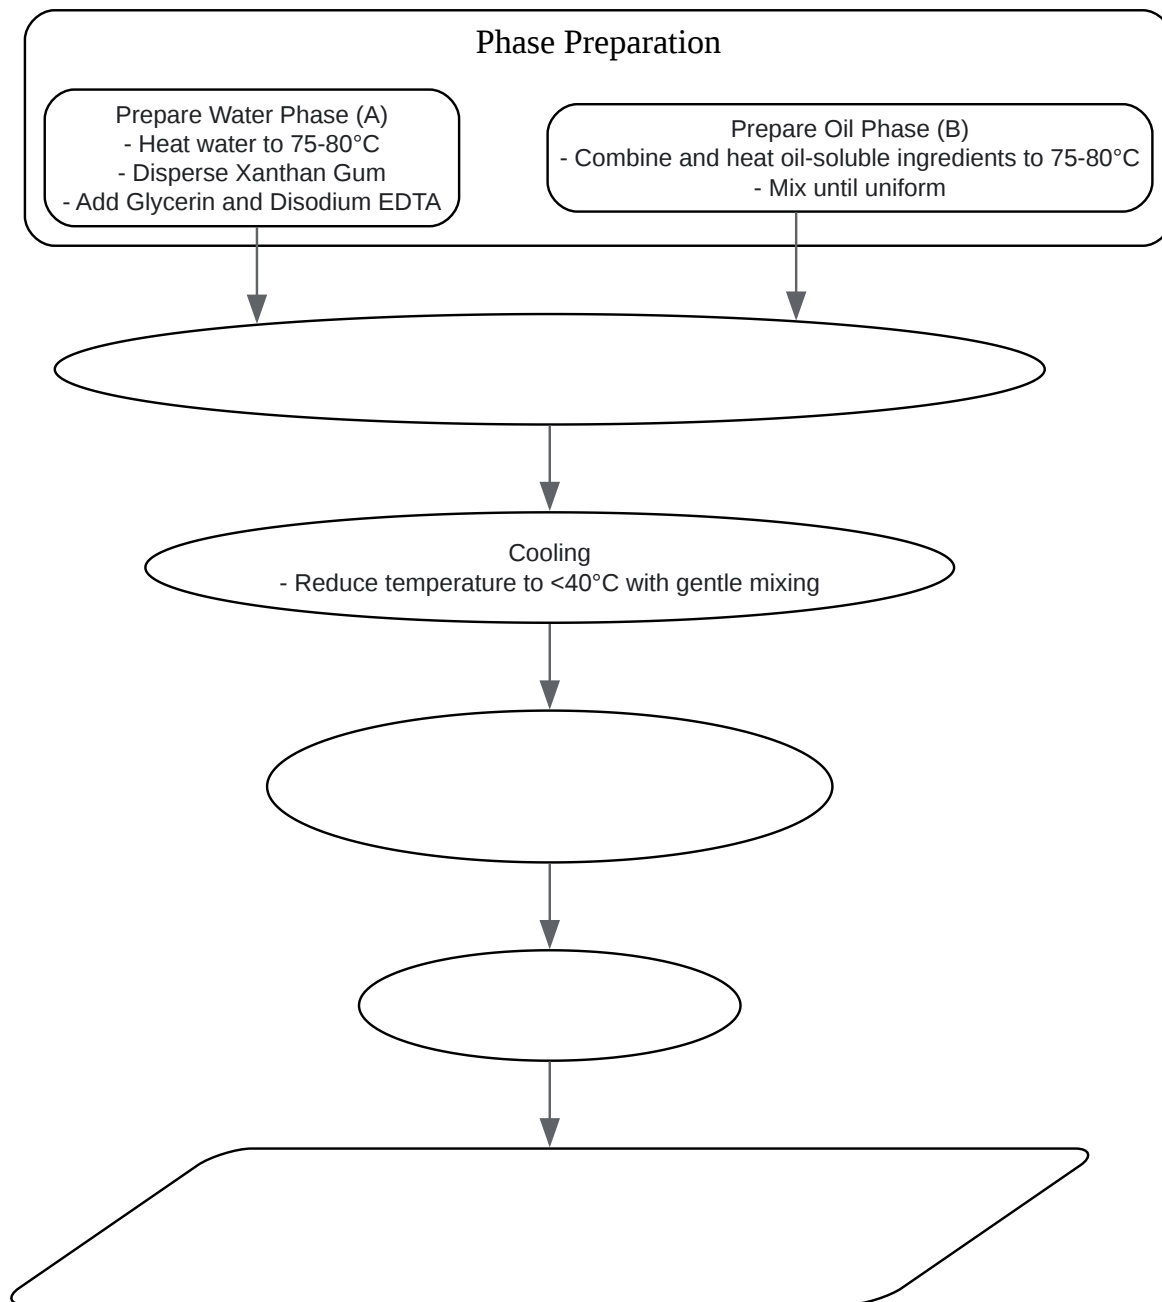 Phase Preparation
Prepare Water Phase (A)
- Heat water to 75-80°C
- Disperse Xanthan Gum
- Add Glycerin and Disodium EDTA
Prepare Oil Phase (B)
- Combine and heat oil-soluble ingredients to 75-80°C
- Mix until uniform
Cooling
- Reduce temperature to <40°C with gentle mixing